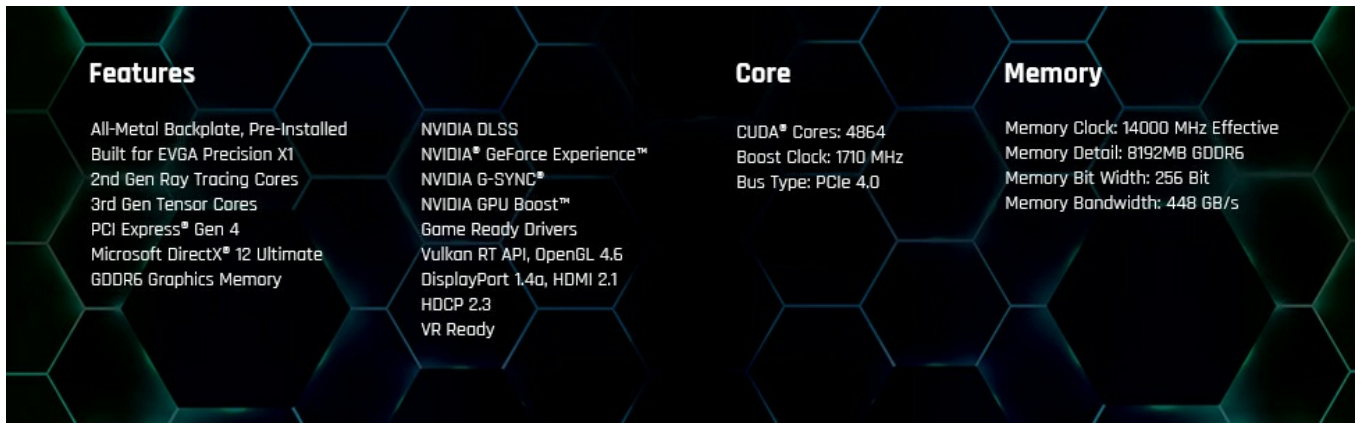 Features
All-Metal Backplate, Pre-Installed
Built for EVGA Precision X1
2nd Gen Ray Tracing Cores
3rd Gen Tensor Cores
PCI Express® Gen 4
Microsoft DirectX® 12 Ultimate
GDDR6 Graphics Memory
NVIDIA DLSS
NVIDIA® GeForce Experience™
NVIDIA G-SYNC®
NVIDIA GPU Boost™
Game Ready Drivers
Vulkan RT API, OpenGL 4.6
DisplayPort 1.4a, HDMI 2.1
HDCP 2.3
VR Ready
Core
CUDA® Cores: 4864
Boost Clock: 1710 MHz
Bus Type: PCIe 4.0
Memory
Memory Clock: 14000 MHz Effective
Memory Detail: 8192MB GDDR6
Memory Bit Width: 256 Bit
Memory Bandwidth: 448 GB/s